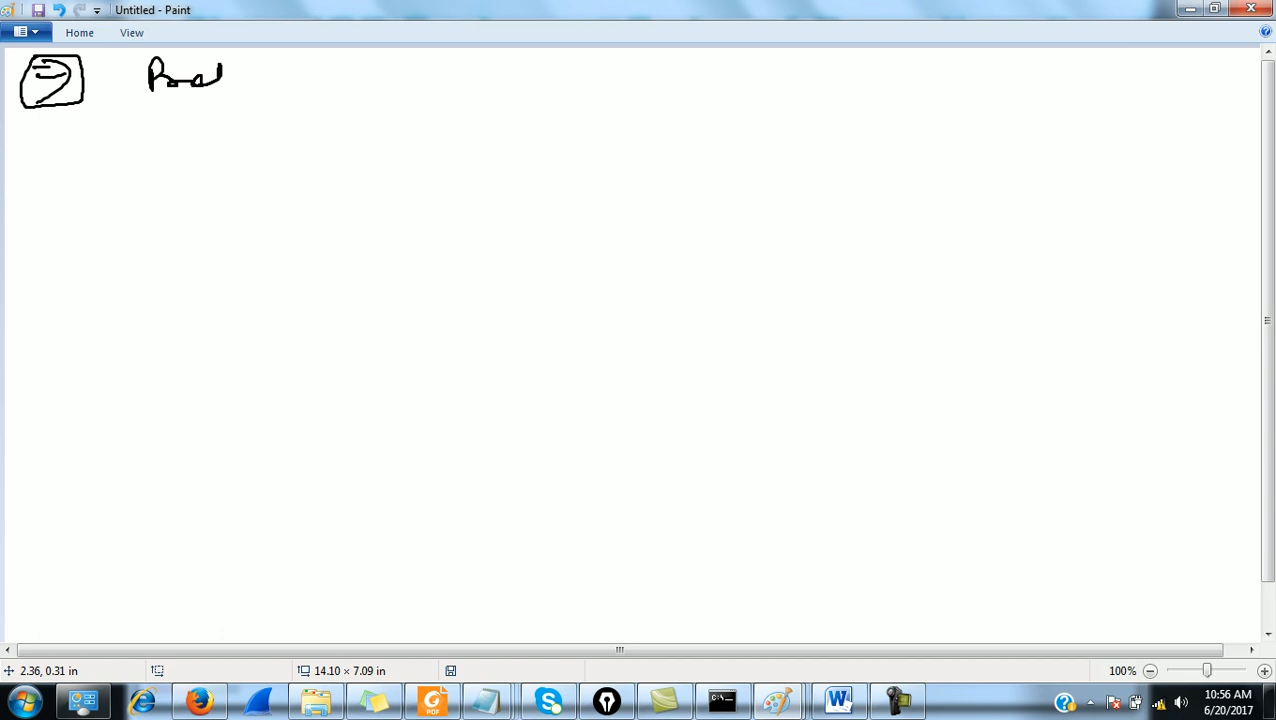 Untitled - Paint
Home View
2.36, 0.31 in 14.10 × 7.09 in 100%
10:56 AM
6/20/2017